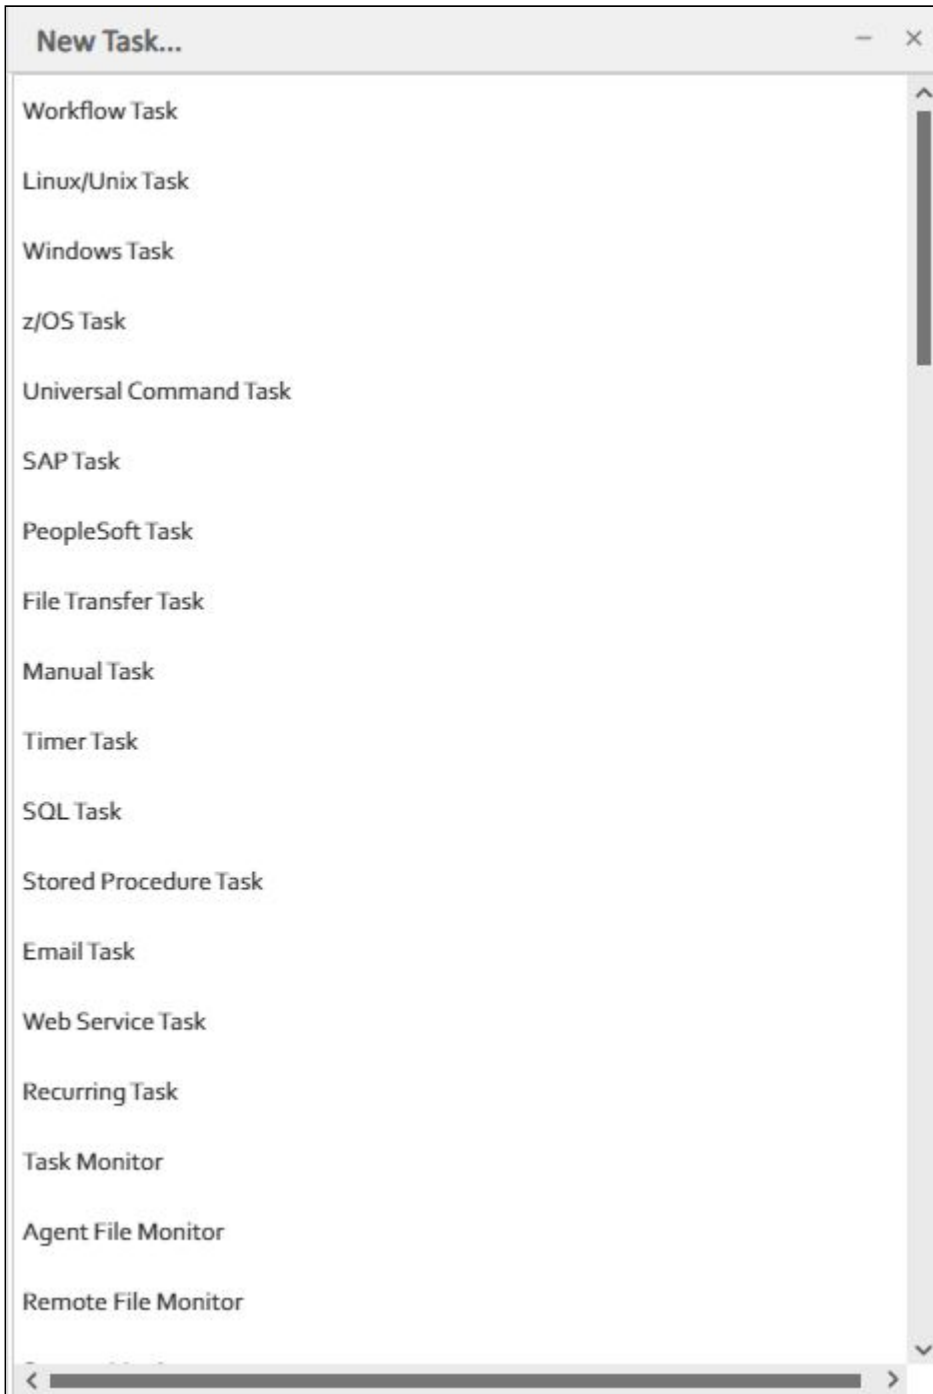 New Task...
Workflow Task
Linux/Unix Task
Windows Task
z/OS Task
Universal Command Task
SAP Task
PeopleSoft Task
File Transfer Task
Manual Task
Timer Task
SQL Task
Stored Procedure Task
Email Task
Web Service Task
Recurring Task
Task Monitor
Agent File Monitor
Remote File Monitor